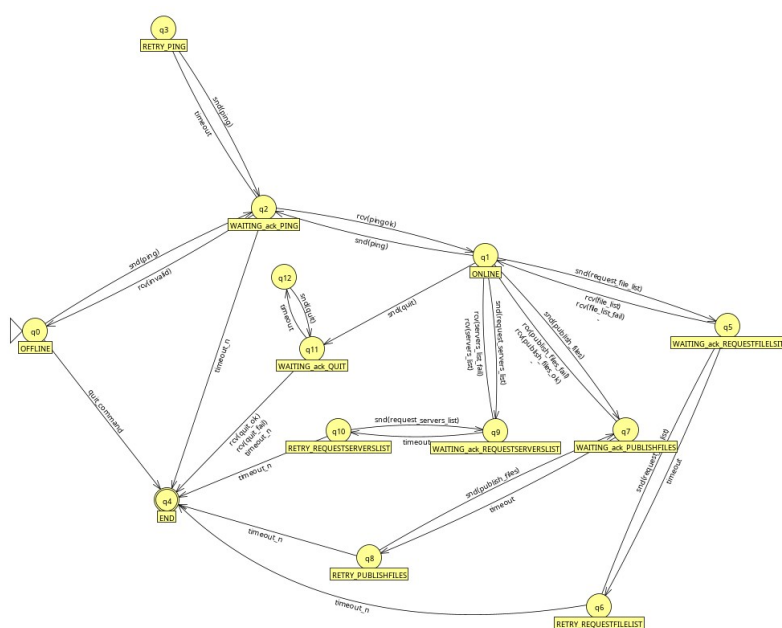 q3
RETRY_PING
snd(ping)
timeout
q2
WAITING_ack_PING
rcv(pingok)
snd(ping)
q1
ONLINE
snd(ping)
rcv(invalid)
q12
snd(quit)
timeout
snd(quit)
q11
WAITING_ack_QUIT
snd(request_file_list)
rcv(file_list)
rcv(file_list_fail)
q5
WAITING_ack_REQUESTFILELSIT
q0
OFFLINE
timeout_n
quit_command
snd(request_servers_list)
rcv(servers_list_fail)
rcv(servers_list)
snd(publish_files)
rcv(publish_files_fail)
rcv(publish_files_ok)
rcv(quit_ok)
rcv(quit_fail)
timeout_n
q10
RETRY_REQUESTSERVERSLIST
snd(request_servers_list)
timeout
q9
WAITING_ack_REQUESTSERVERSLIST
q7
WAITING_ack_PUBLISHFILES
timeout_n
q4
END
snd(publish_files)
timeout
timeout
timeout_n
q8
RETRY_PUBLISHFILES
timeout_n
q6
RETRY_REQUESTFILELIST